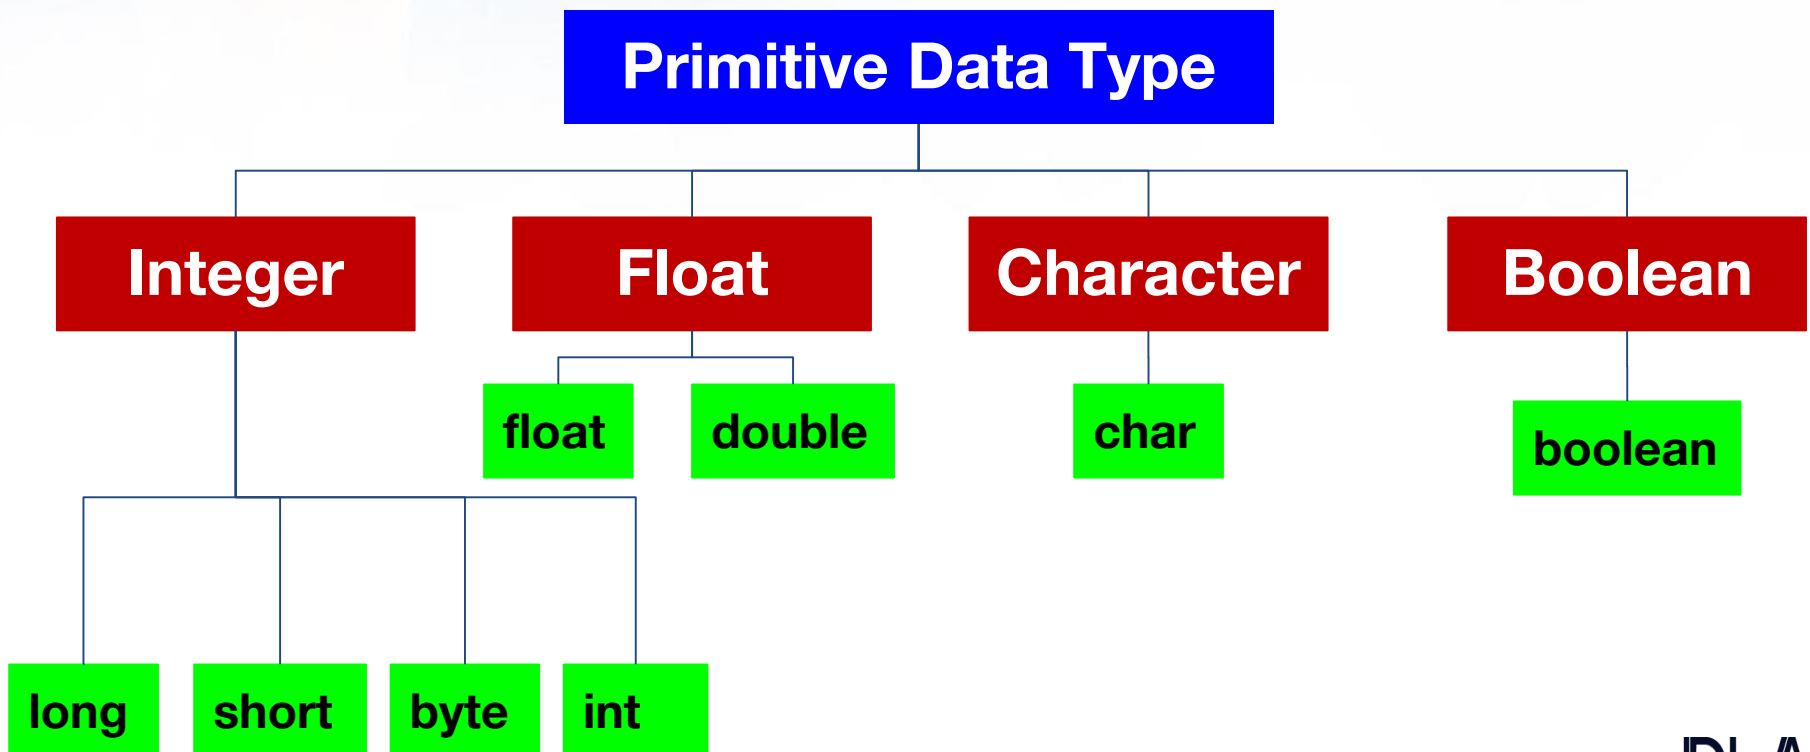 Primitive Data Type
Integer
Float
Character
Boolean
float
double
char
boolean
long
short
byte
int